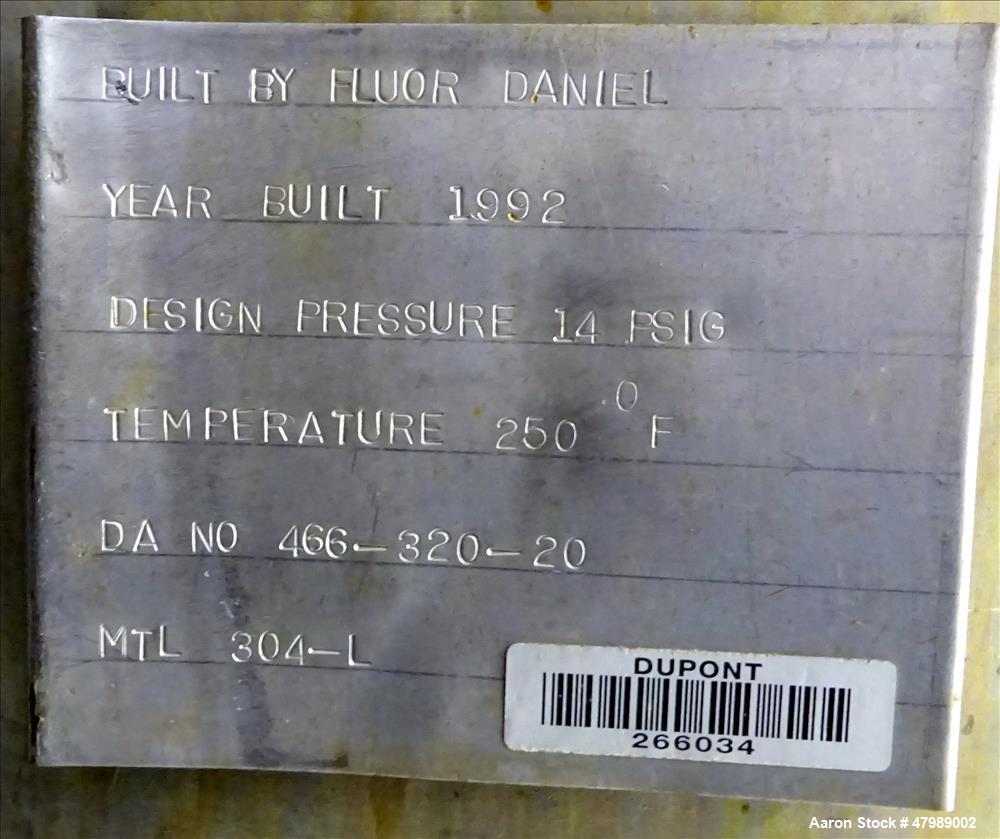 BUILT BY FLUOR DANIEL
YEAR BUILT 1992
DESIGN PRESSURE 14 PSIG
TEMPERATURE 250 °F
DA NO 466-320-20
MTL 304-L
DUPONT
266034
Aaron Stock # 47989002